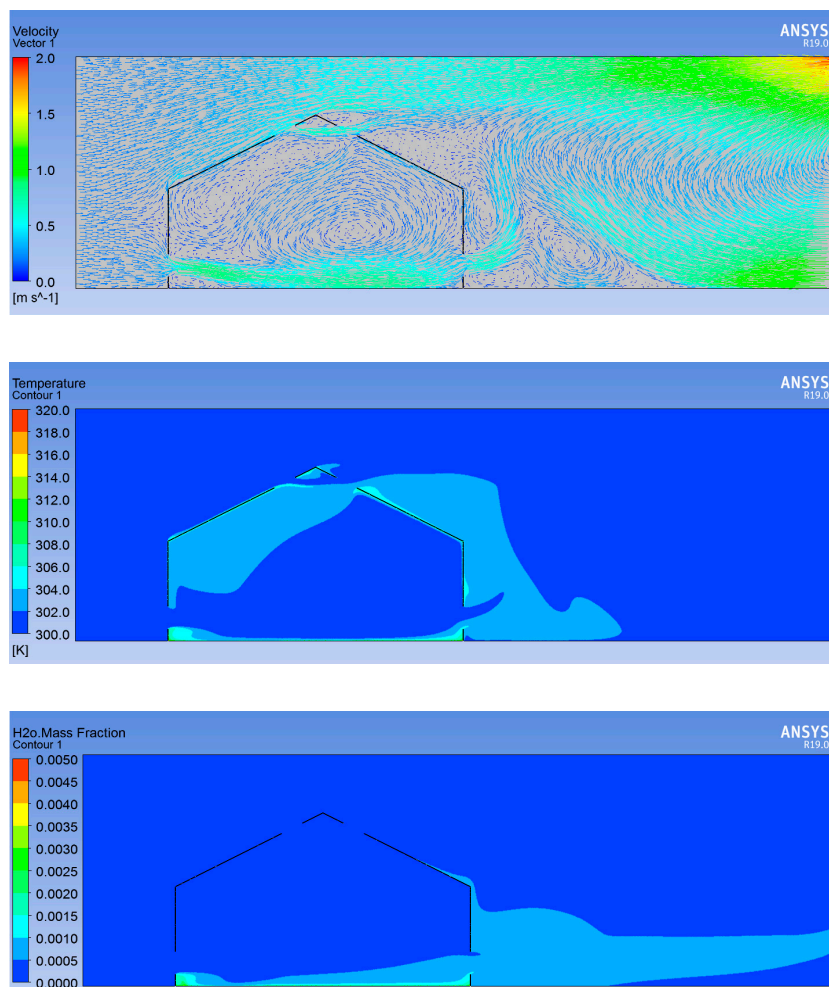 Velocity
Vector 1
ANSYS
R19.0
2.0
1.5
1.0
0.5
0.0
[m s^-1]
Temperature
Contour 1
ANSYS
R19.0
320.0
318.0
316.0
314.0
312.0
310.0
308.0
306.0
304.0
302.0
300.0
[K]
H2o.Mass Fraction
Contour 1
ANSYS
R19.0
0.0050
0.0045
0.0040
0.0035
0.0030
0.0025
0.0020
0.0015
0.0010
0.0005
0.0000